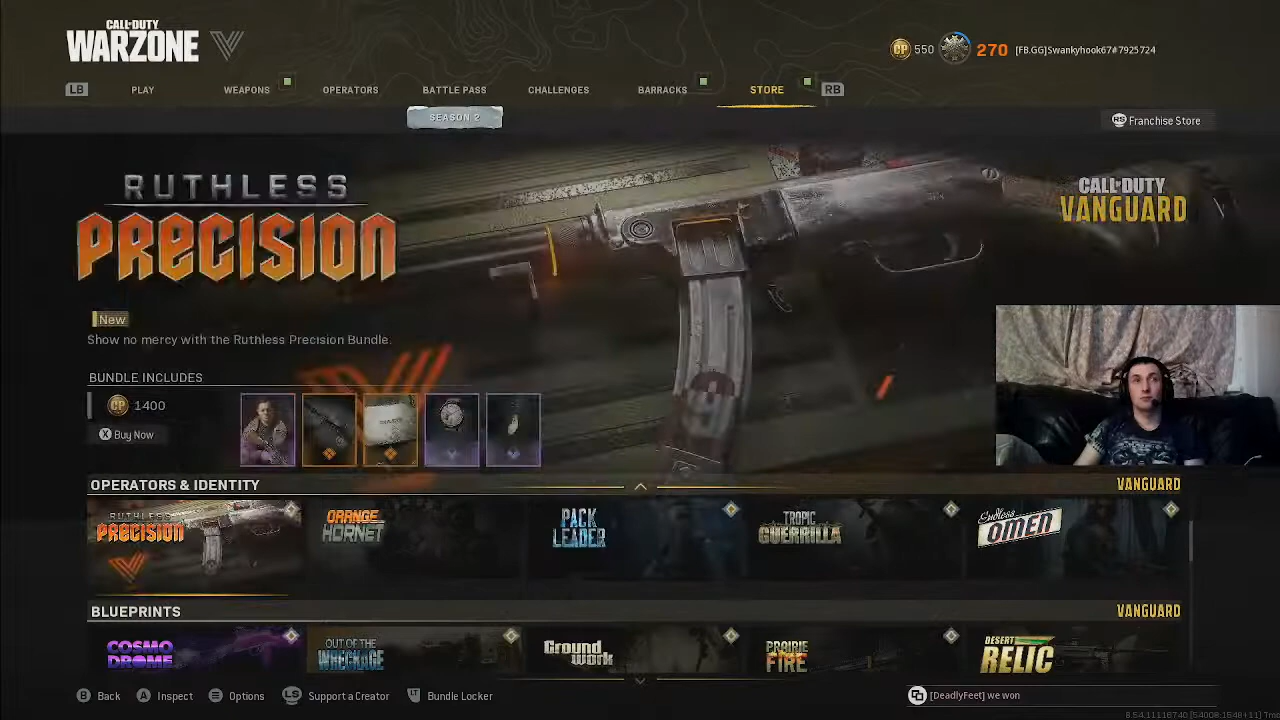 CALL·DUTY
WARZONE
CP 550 270 [FB.GG]Swankyhook67#7925724
LB PLAY WEAPONS OPERATORS BATTLE PASS CHALLENGES BARRACKS STORE RB
SEASON 2
RS Franchise Store
RUTHLESS
PRECISION
CALL·DUTY
VANGUARD
New
Show no mercy with the Ruthless Precision Bundle.
BUNDLE INCLUDES
CP 1400
X Buy Now
OPERATORS & IDENTITY VANGUARD
RUTHLESS
PRECISION
ORANGE
HORNET
PACK
LEADER
TROPIC
GUERRILLA
Endless
OMEN
BLUEPRINTS VANGUARD
COSMO
DROME
OUT OF THE
WRECKAGE
Ground
work
PRAIRIE
FIRE
DESERT
RELIC
B Back A Inspect Options LS Support a Creator LT Bundle Locker
[DeadlyFeet] we won